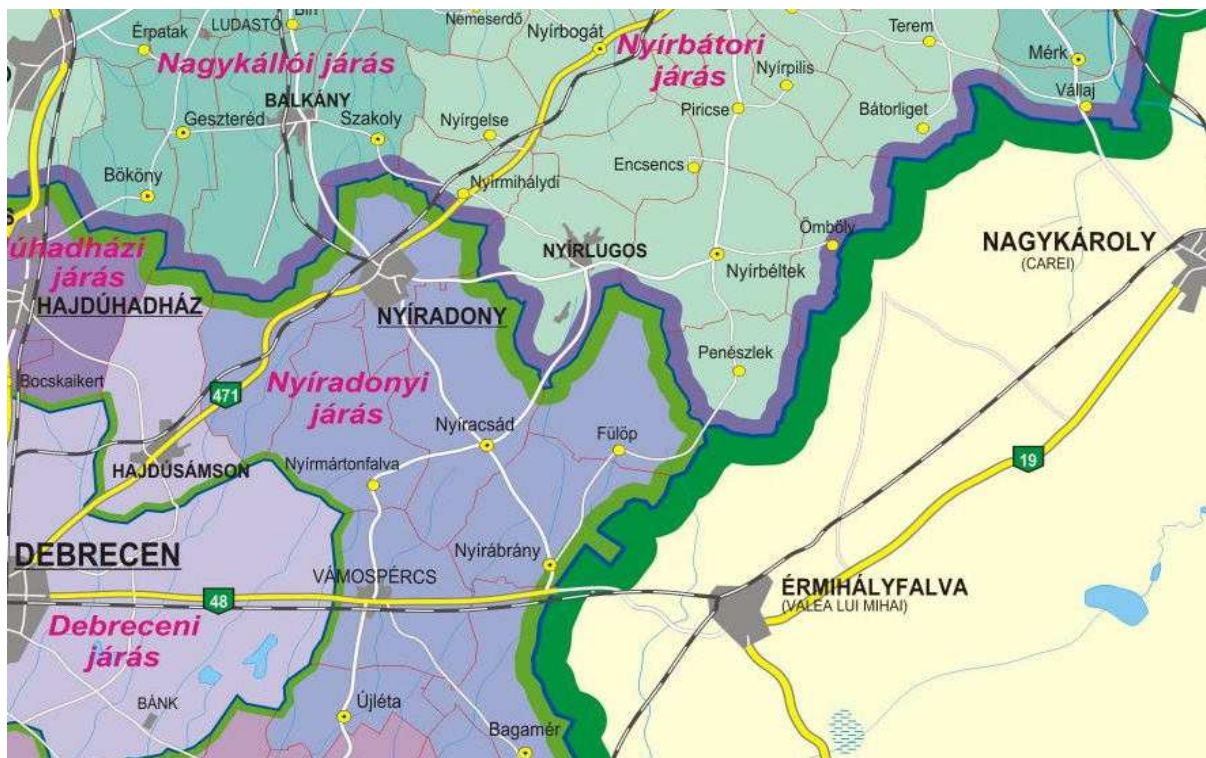 Érpatak
LUDASTÓ
Nemeserdő
Nyírbogát
Nyírbátori
járás
Terem
Mérk
Nagykállói járás
Nyírpilis
Vállaj
BALKÁNY
Geszteréd
Szakoly
Nyírgelse
Piricse
Bátorliget
Encsencs
Bököny
Nyírmihálydi
Ömböly
NYÍRLUGOS
Nyírbéltek
NAGYKÁROLY
(CAREI)
úhadházi
járás
HAJDÚHADHÁZ
NYÍRADONY
Penészlek
Bocskaikert
471
Nyíradonyi
járás
Nyíracsád
Fülöp
HAJDÚSÁMSON
Nyírmártonfalva
19
DEBRECEN
Nyírábrány
VÁMOSPÉRCS
ÉRMIHÁLYFALVA
(VALEA LUI MIHAI)
48
Debreceni
járás
BÁNK
Újléta
Bagamér